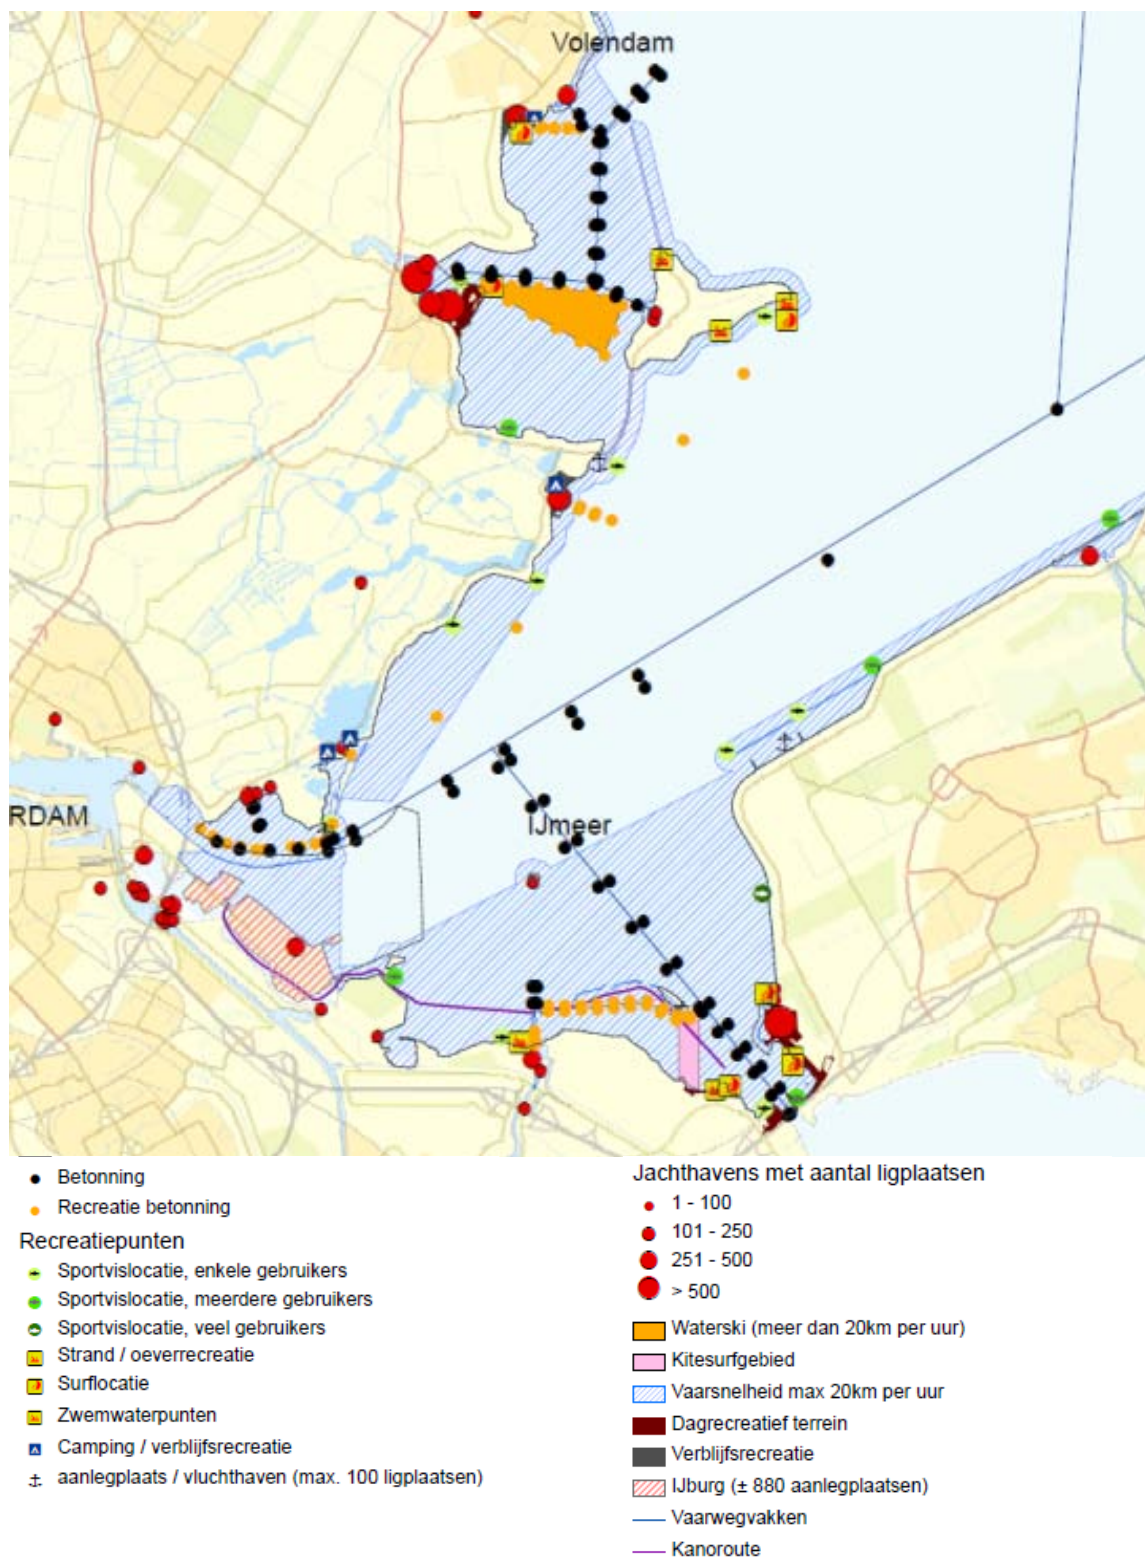 Volendam
RDAM
IJmeer
Betonning
Recreatie betonning
Recreatiepunten
Sportvislocatie, enkele gebruikers
Sportvislocatie, meerdere gebruikers
Sportvislocatie, veel gebruikers
Strand / oeverrecreatie
Surflocatie
Zwemwaterpunten
Camping / verblijfsrecreatie
aanlegplaats / vluchthaven (max. 100 ligplaatsen)
Jachthavens met aantal ligplaatsen
1 - 100
101 - 250
251 - 500
> 500
Waterski (meer dan 20km per uur)
Kitesurfgebied
Vaarsnelheid max 20km per uur
Dagrecreatief terrein
Verblijfsrecreatie
IJburg (± 880 aanlegplaatsen)
Vaarwegvakken
Kanoroute